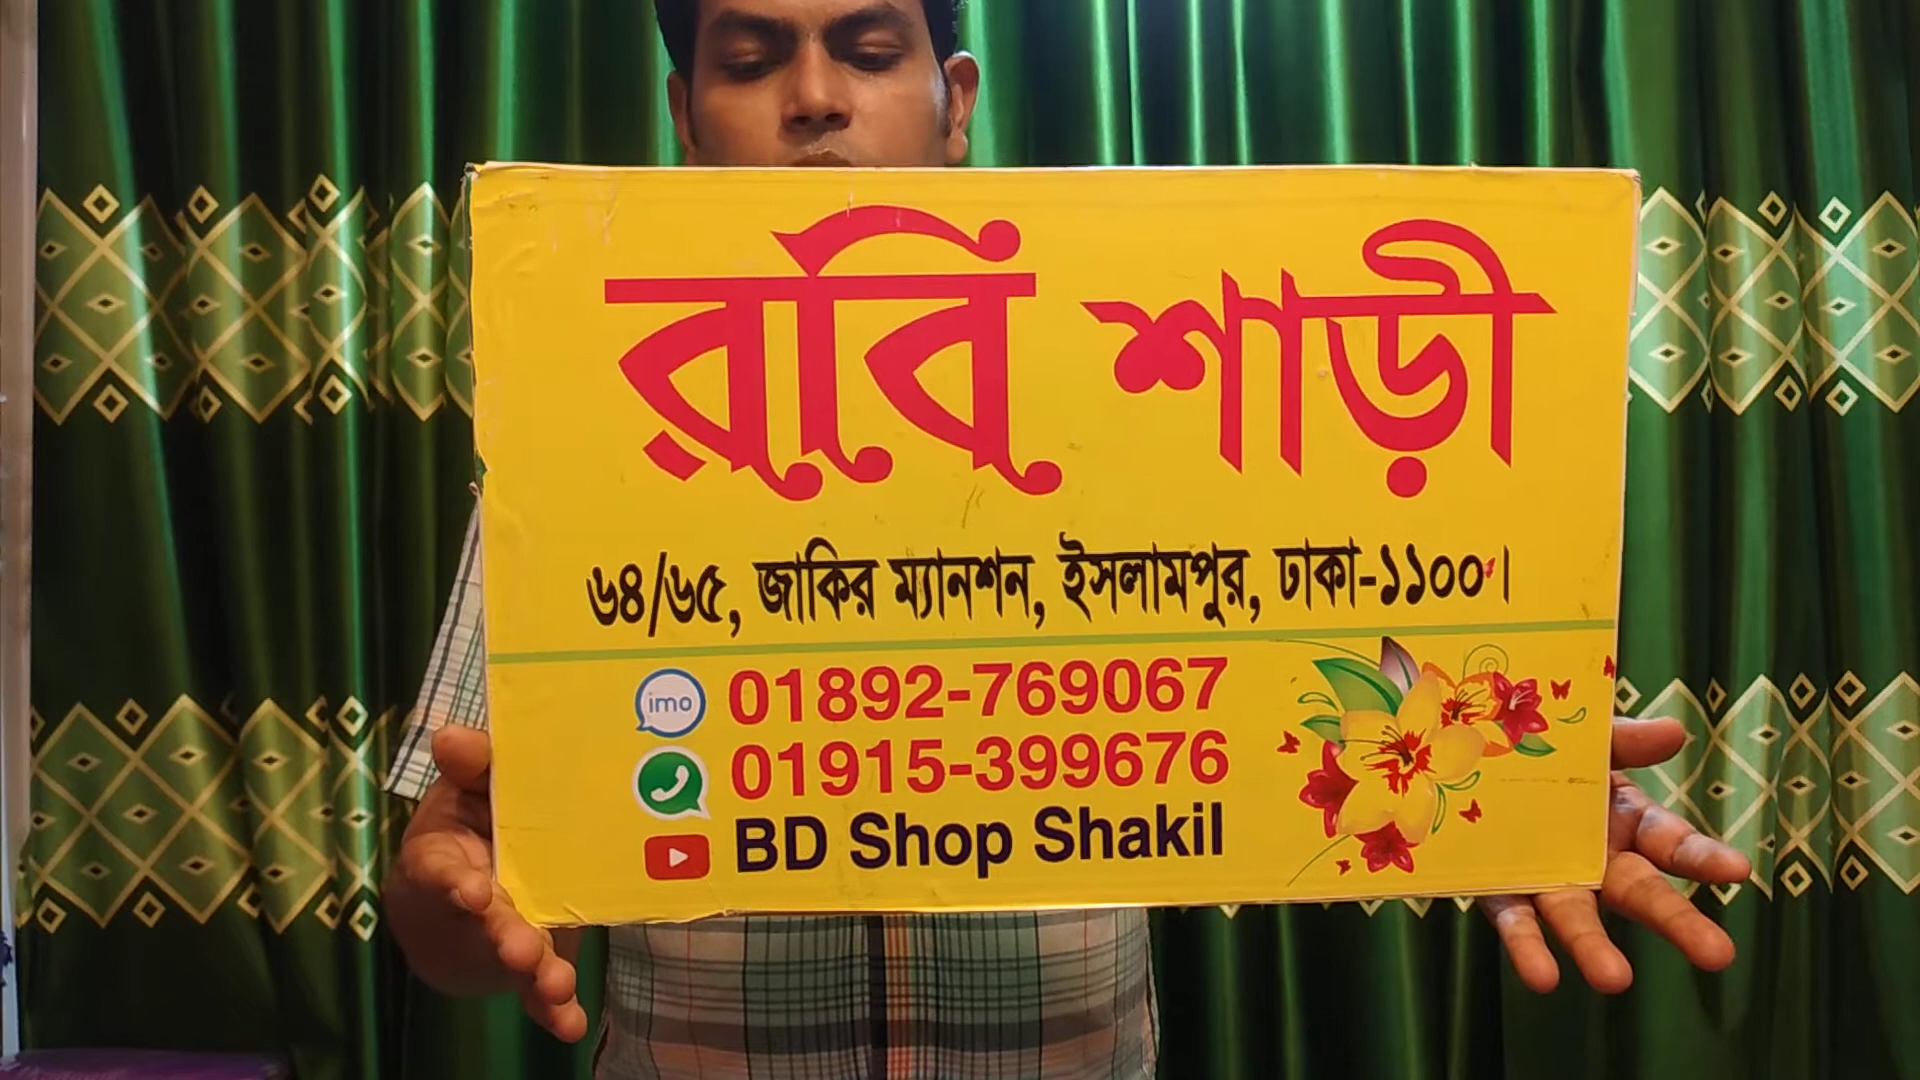 রবি শাড়ী
৬৪/৬৫, জাকির ম্যানশন, ইসলামপুর, ঢাকা-১১০০।
imo 01892-769067
01915-399676
BD Shop Shakil